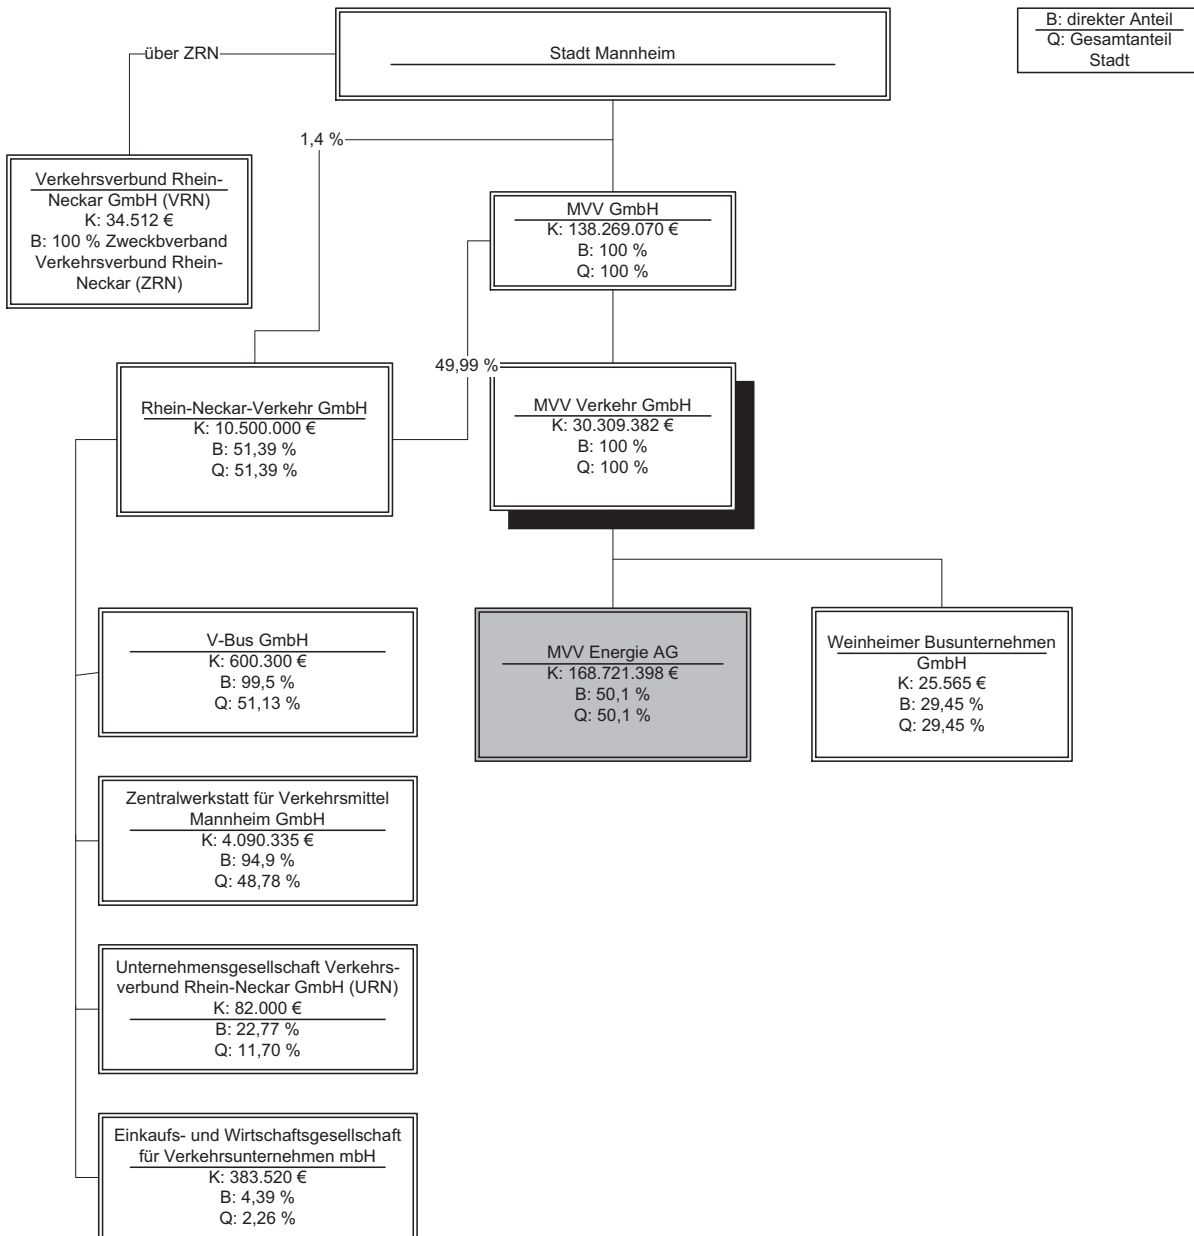 über ZRN
Stadt Mannheim
B: direkter Anteil
Q: Gesamtanteil
Stadt
1,4 %
Verkehrsverbund Rhein-
Neckar GmbH (VRN)
K: 34.512 €
B: 100 % Zweckbverband
Verkehrsverbund Rhein-
Neckar (ZRN)
MVV GmbH
K: 138.269.070 €
B: 100 %
Q: 100 %
49,99 %
Rhein-Neckar-Verkehr GmbH
K: 10.500.000 €
B: 51,39 %
Q: 51,39 %
MVV Verkehr GmbH
K: 30.309.382 €
B: 100 %
Q: 100 %
V-Bus GmbH
K: 600.300 €
B: 99,5 %
Q: 51,13 %
MVV Energie AG
K: 168.721.398 €
B: 50,1 %
Q: 50,1 %
Weinheimer Busunternehmen
GmbH
K: 25.565 €
B: 29,45 %
Q: 29,45 %
Zentralwerkstatt für Verkehrsmittel
Mannheim GmbH
K: 4.090.335 €
B: 94,9 %
Q: 48,78 %
Unternehmensgesellschaft Verkehrs-
verbund Rhein-Neckar GmbH (URN)
K: 82.000 €
B: 22,77 %
Q: 11,70 %
Einkaufs- und Wirtschaftsgesellschaft
für Verkehrsunternehmen mbH
K: 383.520 €
B: 4,39 %
Q: 2,26 %